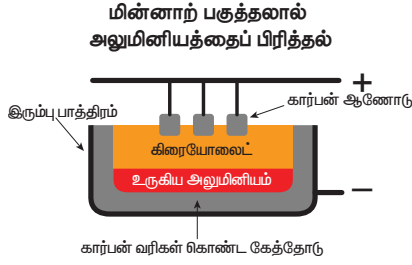 மின்னாற் பகுத்தலால்
அலுமினியத்தைப் பிரித்தல்
+
கார்பன் ஆனோடு
இரும்பு பாத்திரம்
கிரையோலைட்
உருகிய அலுமினியம்
–
கார்பன் வரிகள் கொண்ட கேத்தோடு